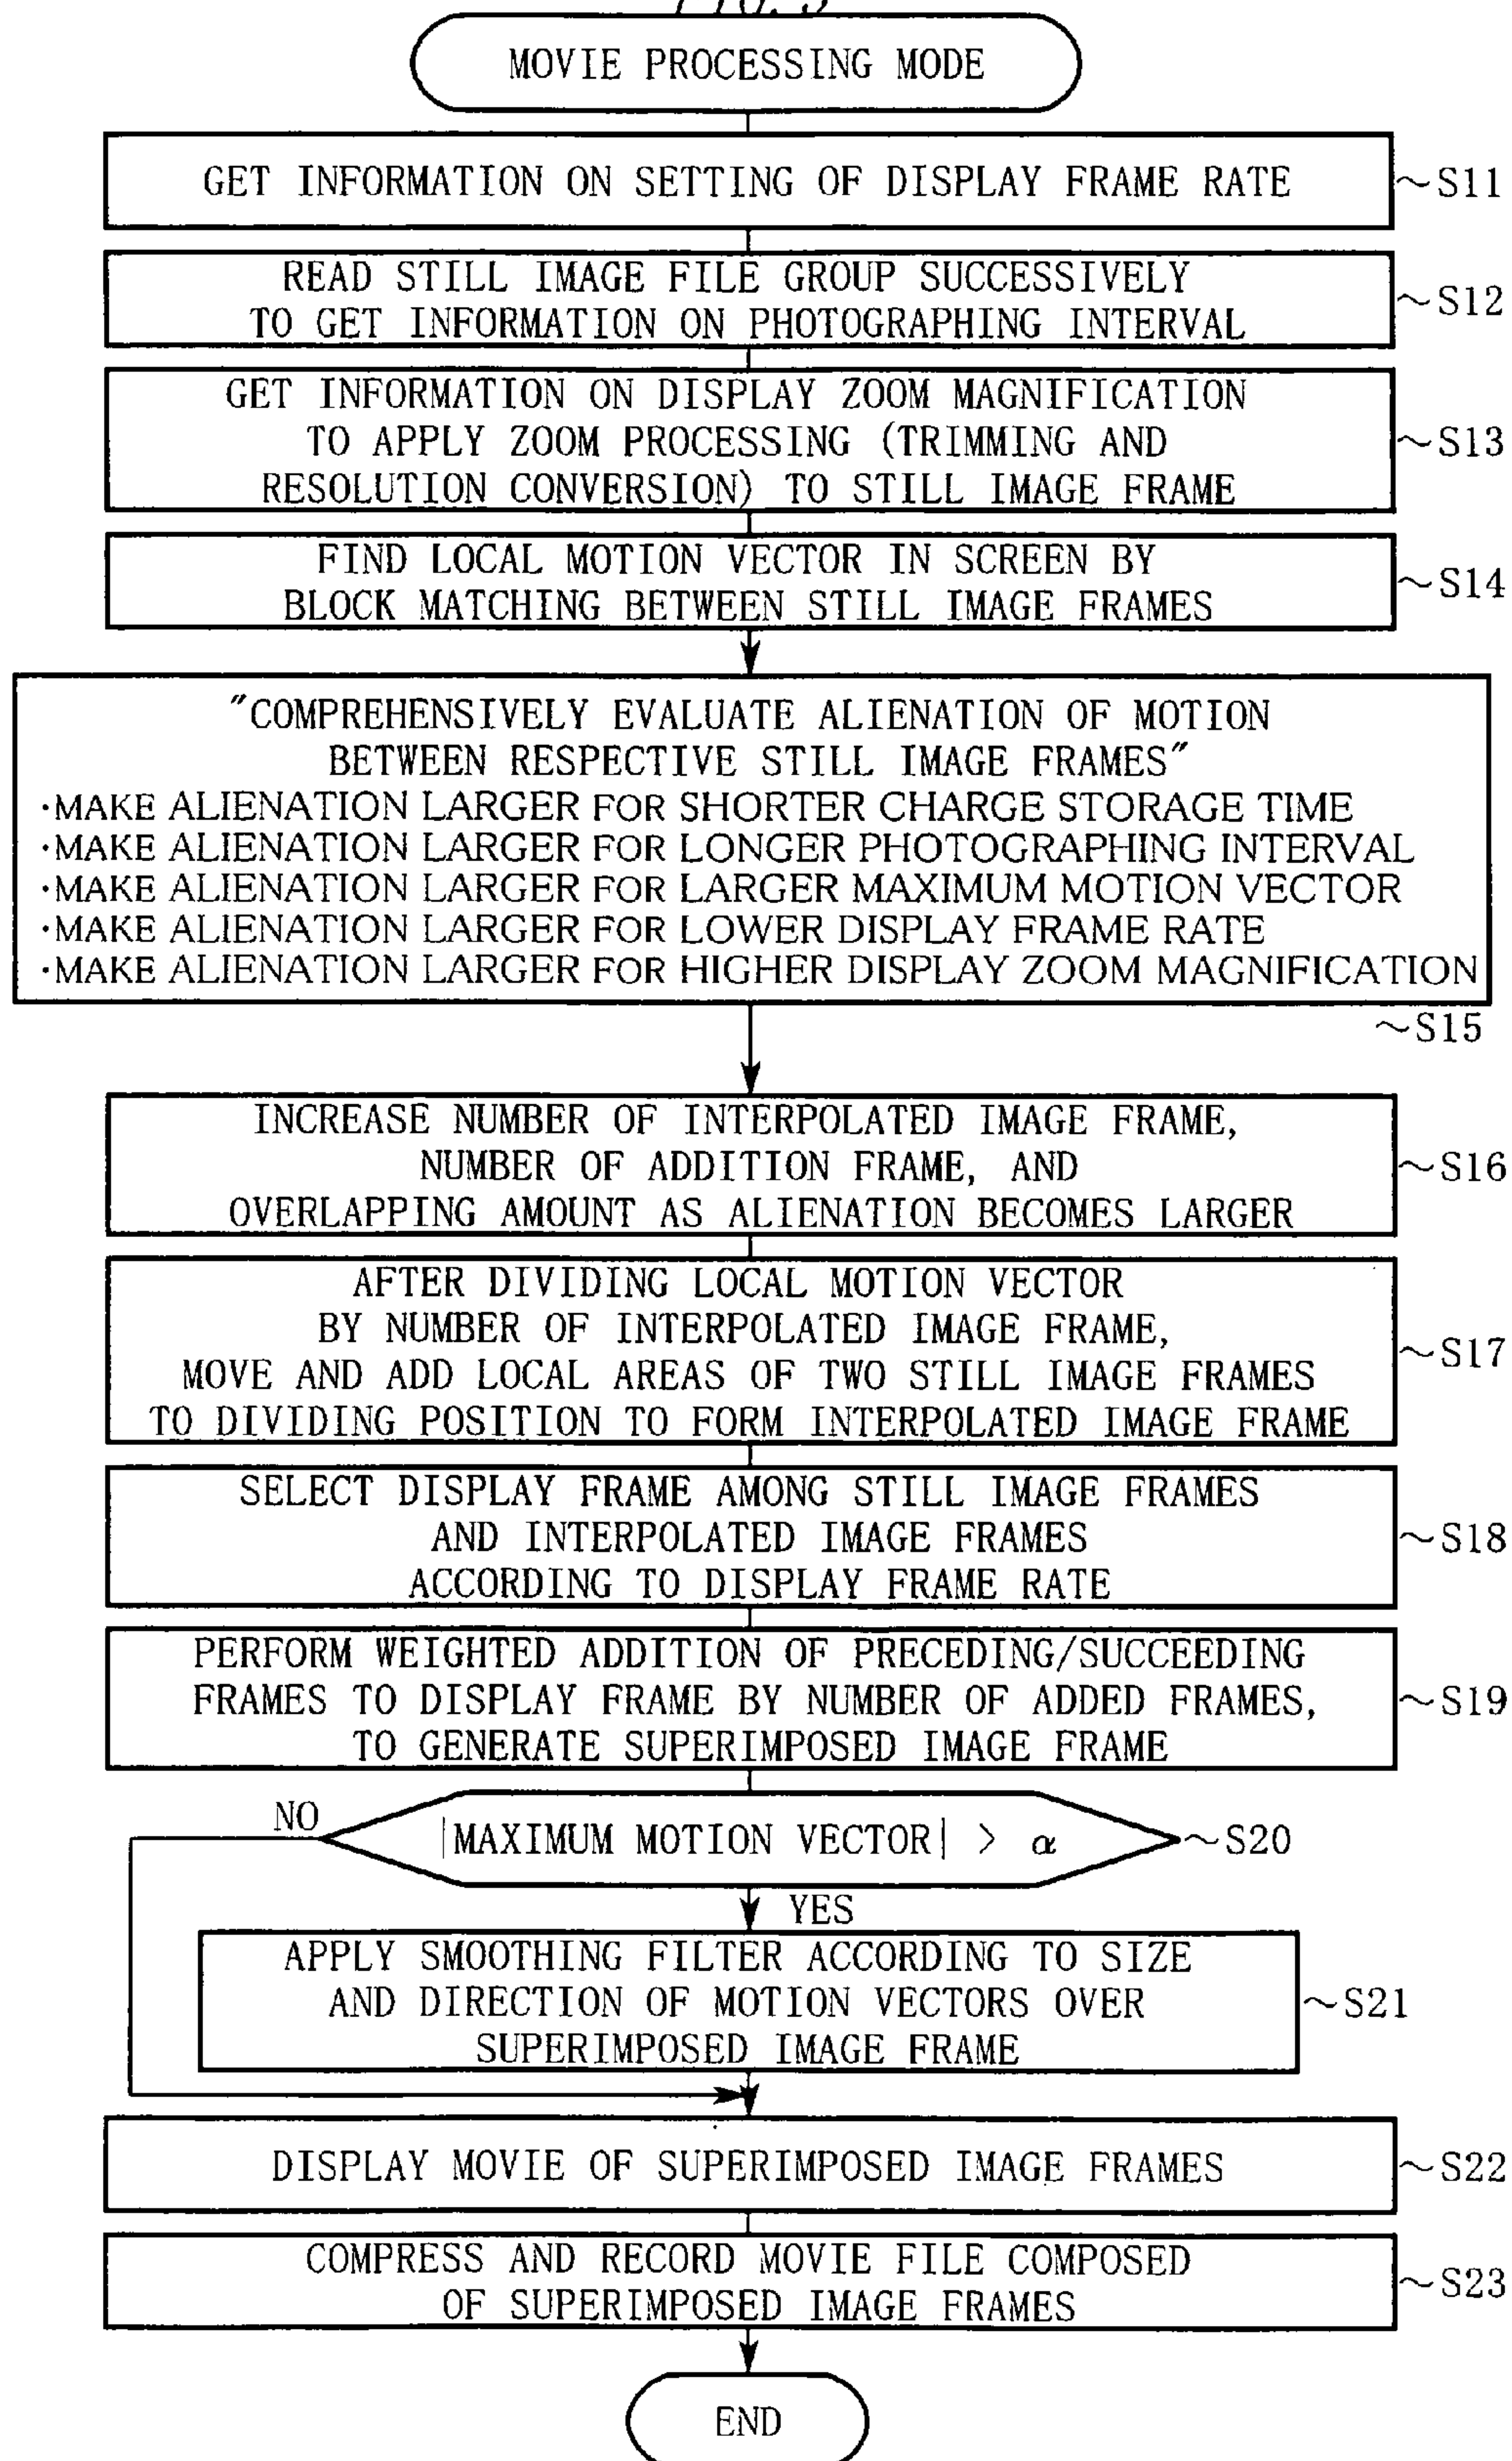 MOVIE PROCESSING MODE
GET INFORMATION ON SETTING OF DISPLAY FRAME RATE
~S11
READ STILL IMAGE FILE GROUP SUCCESSIVELY
TO GET INFORMATION ON PHOTOGRAPHING INTERVAL
~S12
GET INFORMATION ON DISPLAY ZOOM MAGNIFICATION
TO APPLY ZOOM PROCESSING (TRIMMING AND
RESOLUTION CONVERSION) TO STILL IMAGE FRAME
~S13
FIND LOCAL MOTION VECTOR IN SCREEN BY
BLOCK MATCHING BETWEEN STILL IMAGE FRAMES
~S14
"COMPREHENSIVELY EVALUATE ALIENATION OF MOTION
BETWEEN RESPECTIVE STILL IMAGE FRAMES"
·MAKE ALIENATION LARGER FOR SHORTER CHARGE STORAGE TIME
·MAKE ALIENATION LARGER FOR LONGER PHOTOGRAPHING INTERVAL
·MAKE ALIENATION LARGER FOR LARGER MAXIMUM MOTION VECTOR
·MAKE ALIENATION LARGER FOR LOWER DISPLAY FRAME RATE
·MAKE ALIENATION LARGER FOR HIGHER DISPLAY ZOOM MAGNIFICATION
~S15
INCREASE NUMBER OF INTERPOLATED IMAGE FRAME,
NUMBER OF ADDITION FRAME, AND
OVERLAPPING AMOUNT AS ALIENATION BECOMES LARGER
~S16
AFTER DIVIDING LOCAL MOTION VECTOR
BY NUMBER OF INTERPOLATED IMAGE FRAME,
MOVE AND ADD LOCAL AREAS OF TWO STILL IMAGE FRAMES
TO DIVIDING POSITION TO FORM INTERPOLATED IMAGE FRAME
~S17
SELECT DISPLAY FRAME AMONG STILL IMAGE FRAMES
AND INTERPOLATED IMAGE FRAMES
ACCORDING TO DISPLAY FRAME RATE
~S18
PERFORM WEIGHTED ADDITION OF PRECEDING/SUCCEEDING
FRAMES TO DISPLAY FRAME BY NUMBER OF ADDED FRAMES,
TO GENERATE SUPERIMPOSED IMAGE FRAME
~S19
NO
|MAXIMUM MOTION VECTOR| > α
~S20
YES
APPLY SMOOTHING FILTER ACCORDING TO SIZE
AND DIRECTION OF MOTION VECTORS OVER
SUPERIMPOSED IMAGE FRAME
~S21
DISPLAY MOVIE OF SUPERIMPOSED IMAGE FRAMES
~S22
COMPRESS AND RECORD MOVIE FILE COMPOSED
OF SUPERIMPOSED IMAGE FRAMES
~S23
END